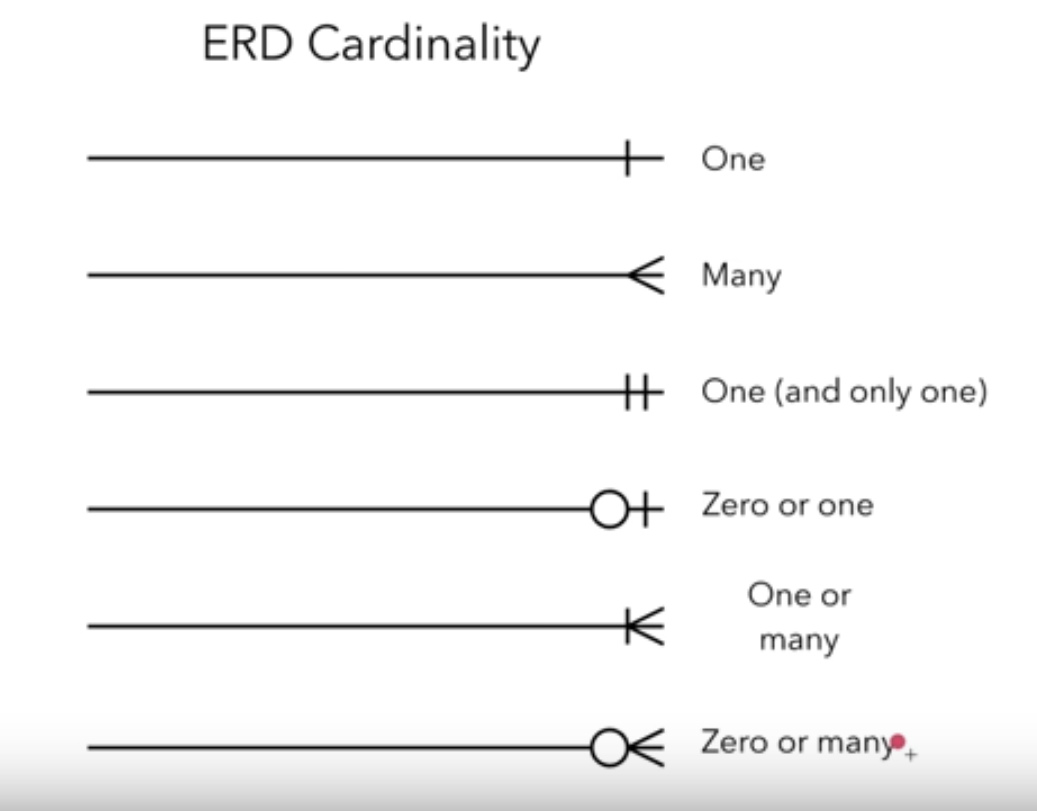 ERD Cardinality
One
Many
One (and only one)
Zero or one
One or
many
Zero or many